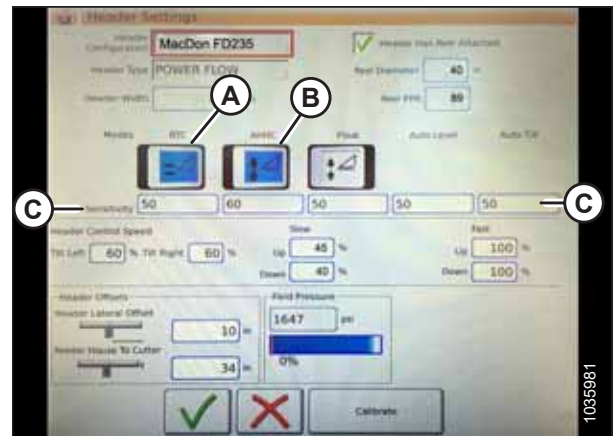 Header Settings
Header Configuration
MacDon FD235
Header Has Reel Attached
Header Type
POWER FLOW
Reel Diameter
40
in
Header Width
Reel PPR
89
A
B
Modes
RTC
AHHC
Float
Auto Level
Auto Tilt
C
Sensitivity
50
60
50
50
50
C
Header Control Speed
Slow
Fast
Tilt Left
60
%
Tilt Right
60
%
Up
48
%
Up
100
%
Down
40
%
Down
100
%
Header Offsets
Header Lateral Offset
10
in
Feeder House To Cutter
34
in
Field Pressure
1647
psi
0%
Calibrate
1035981